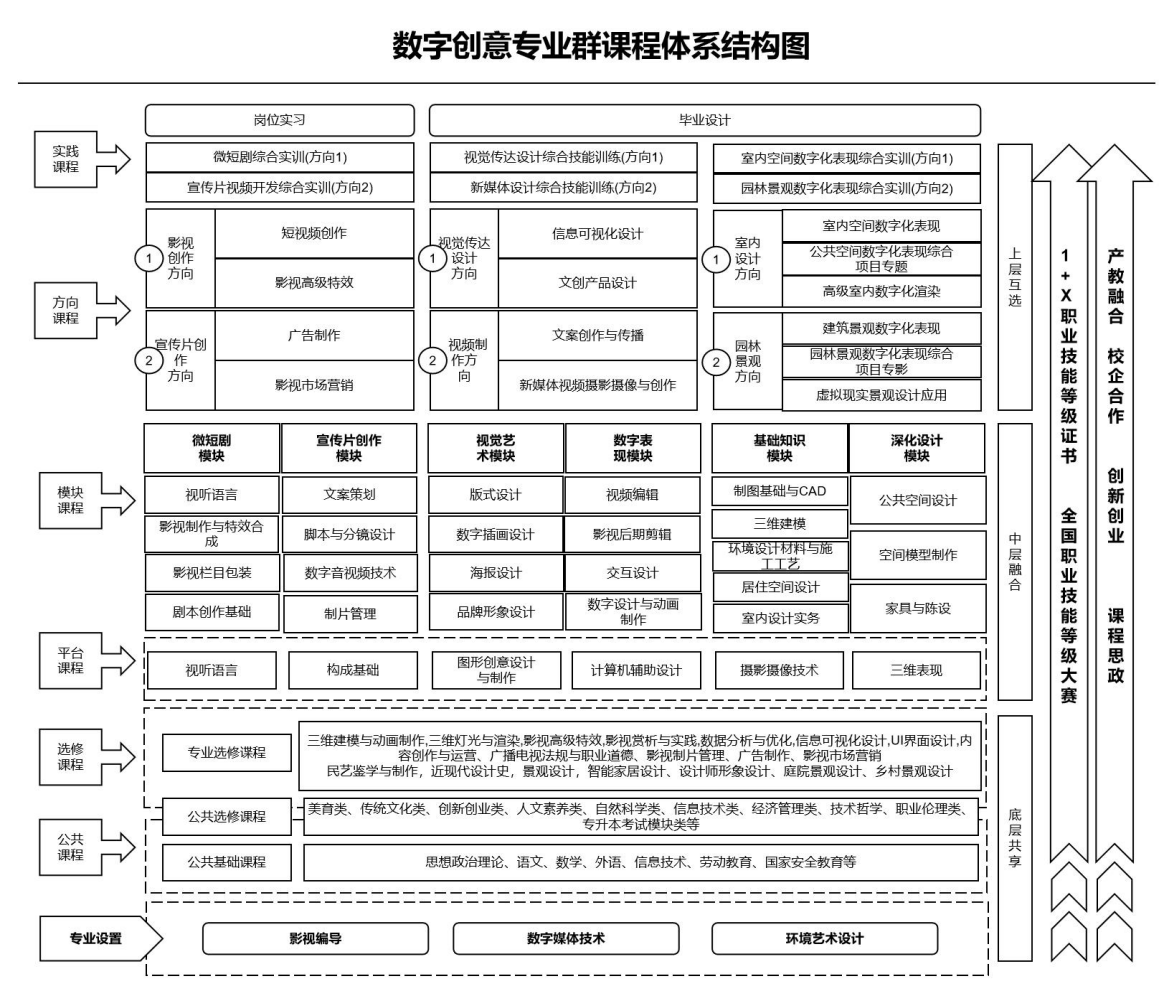 数字创意专业群课程体系结构图
岗位实习
毕业设计
实践
课程
微短剧综合实训(方向1)
视觉传达设计综合技能训练(方向1)
室内空间数字化表现综合实训(方向1)
宣传片视频开发综合实训(方向2)
新媒体设计综合技能训练(方向2)
园林景观数字化表现综合实训(方向2)
方向
课程
1
影视
创作
方向
短视频创作
影视高级特效
2
宣传片创
作
方向
广告制作
影视市场营销
1
视觉传达
设计
方向
信息可视化设计
文创产品设计
2
视频制
作方
向
文案创作与传播
新媒体视频摄影摄像与创作
1
室内
设计
方向
室内空间数字化表现
公共空间数字化表现综合
项目专题
高级室内数字化渲染
2
园林
景观
方向
建筑景观数字化表现
园林景观数字化表现综合
项目专影
虚拟现实景观设计应用
上层互选
模块
课程
微短剧
模块
视听语言
影视制作与特效合
成
影视栏目包装
剧本创作基础
宣传片创作
模块
文案策划
脚本与分镜设计
数字音视频技术
制片管理
视觉艺
术模块
版式设计
数字插画设计
海报设计
品牌形象设计
数字表
现模块
视频编辑
影视后期剪辑
交互设计
数字设计与动画
制作
基础知识
模块
制图基础与CAD
三维建模
环境设计材料与施
工工艺
居住空间设计
室内设计实务
深化设计
模块
公共空间设计
空间模型制作
家具与陈设
中层融合
平台
课程
视听语言
构成基础
图形创意设计
与制作
计算机辅助设计
摄影摄像技术
三维表现
选修
课程
专业选修课程
三维建模与动画制作,三维灯光与渲染,影视高级特效,影视赏析与实践,数据分析与优化,信息可视化设计,UI界面设计,内
容创作与运营、广播电视法规与职业道德、影视制片管理、广告制作、影视市场营销
民艺鉴学与制作，近现代设计史，景观设计，智能家居设计、设计师形象设计、庭院景观设计、乡村景观设计
公共选修课程
美育类、传统文化类、创新创业类、人文素养类、自然科学类、信息技术类、经济管理类、技术哲学、职业伦理类、
专升本考试模块类等
公共
课程
公共基础课程
思想政治理论、语文、数学、外语、信息技术、劳动教育、国家安全教育等
底层共享
专业设置
影视编导
数字媒体技术
环境艺术设计
1+X职业技能等级证书 全国职业技能等级大赛
产教融合 校企合作 创新创业 课程思政